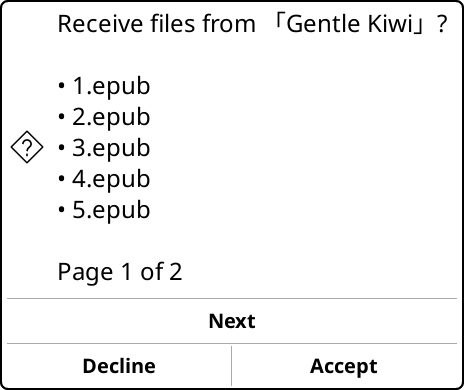 Receive files from 「Gentle Kiwi」?
• 1.epub
• 2.epub
• 3.epub
• 4.epub
• 5.epub
Page 1 of 2
Next
Decline Accept